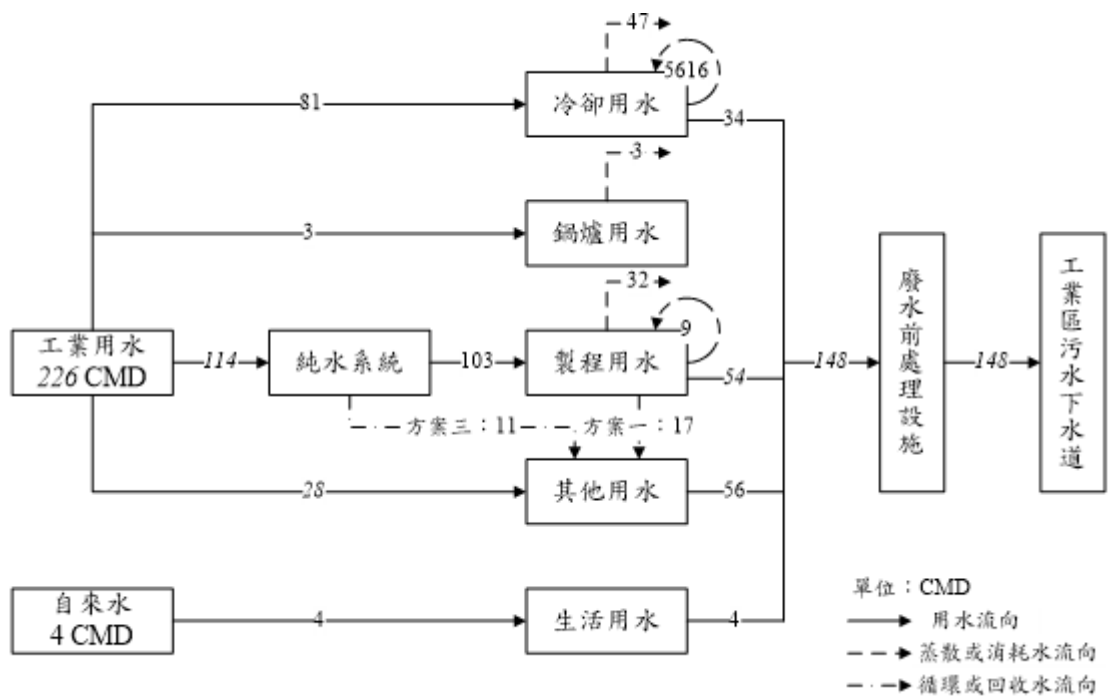 47
5616
冷卻用水
81
34
3
鍋爐用水
3
32
9
工業用水
226 CMD
114
純水系統
103
製程用水
54
148
廢水前處理設施
148
工業區污水下水道
方案三：11
方案一：17
28
其他用水
56
自來水
4 CMD
4
生活用水
4
單位：CMD
用水流向
蒸散或消耗水流向
循環或回收水流向